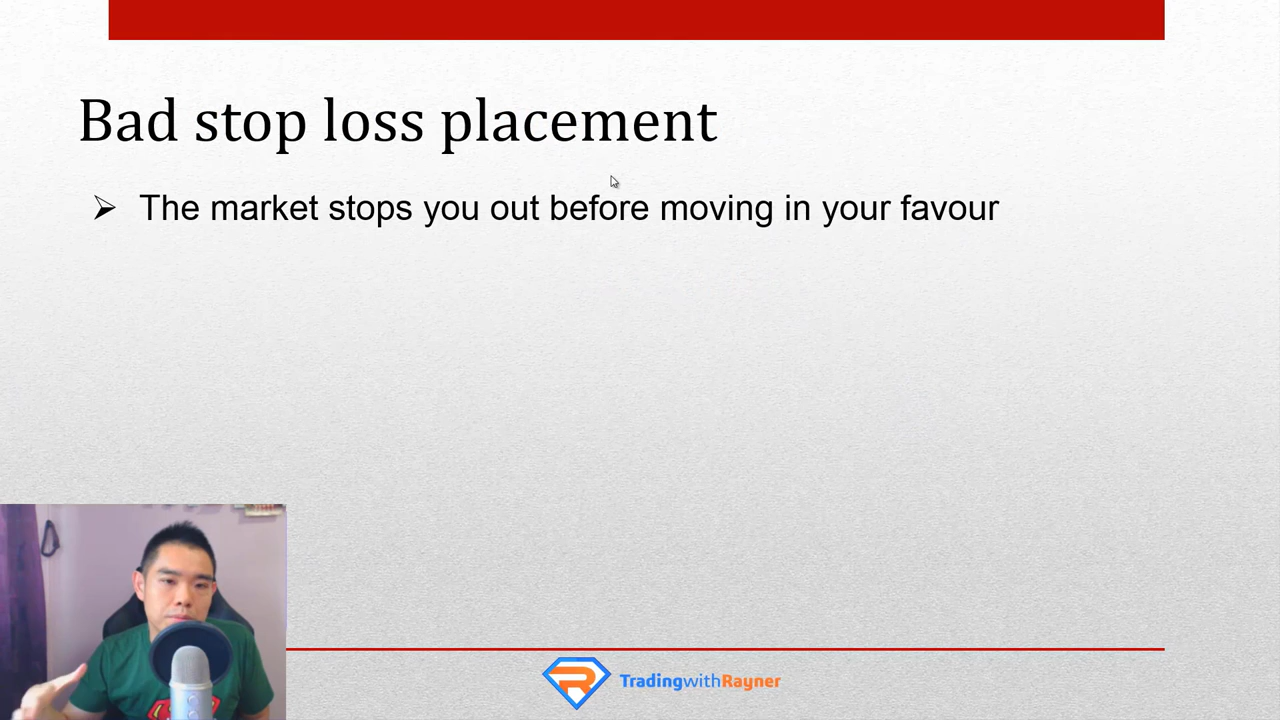 Bad stop loss placement
The market stops you out before moving in your favour
TradingwithRayner